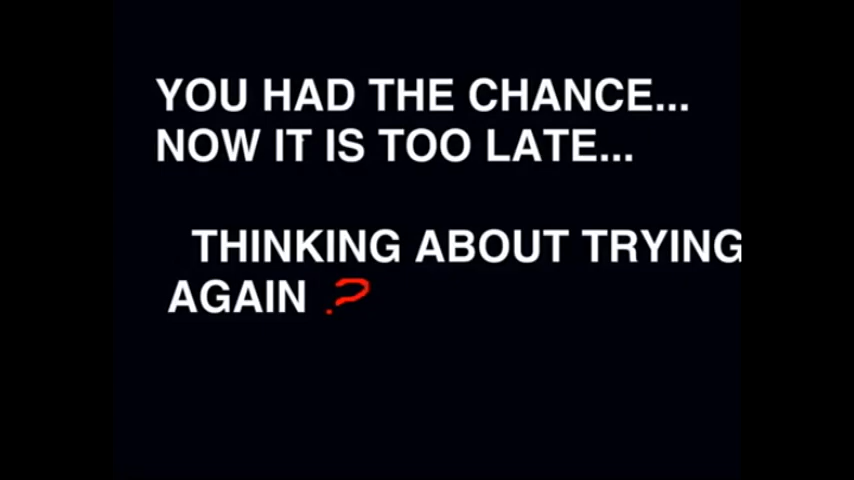 YOU HAD THE CHANCE...
NOW IT IS TOO LATE...
THINKING ABOUT TRYING
AGAIN ?